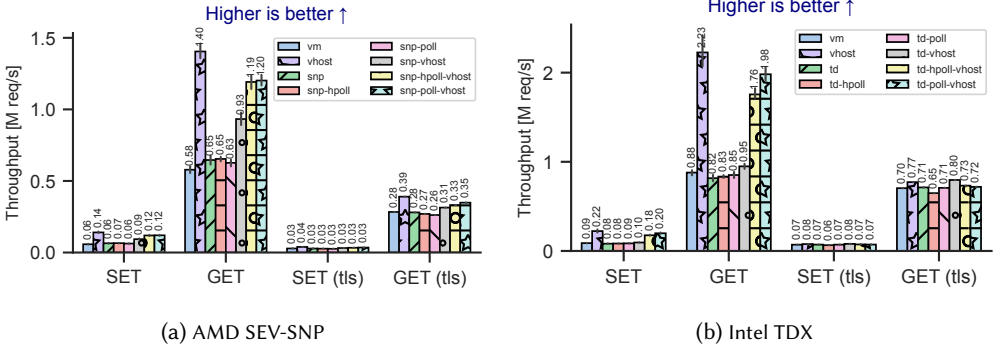 Higher is better ↑
Throughput [M req/s]
1.5
1.0
0.5
0.0
vm
vhost
snp
snp-hpoll
snp-poll
snp-vhost
snp-hpoll-vhost
snp-poll-vhost
0.06 0.14 0.06 0.07 0.06 0.09 0.12 0.12
0.58 1.40 0.65 0.65 0.63 0.93 1.19 1.20
0.03 0.04 0.03 0.03 0.03 0.03 0.03 0.03
0.28 0.39 0.28 0.27 0.26 0.31 0.33 0.35
SET GET SET (tls) GET (tls)
(a) AMD SEV-SNP
Higher is better ↑
Throughput [M req/s]
2
1
0
vm
vhost
td
td-hpoll
td-poll
td-vhost
td-hpoll-vhost
td-poll-vhost
0.09 0.22 0.08 0.08 0.09 0.10 0.18 0.20
0.88 2.23 0.82 0.83 0.85 0.95 1.76 1.98
0.07 0.08 0.07 0.06 0.07 0.08 0.07 0.07
0.70 0.77 0.71 0.65 0.71 0.80 0.73 0.72
SET GET SET (tls) GET (tls)
(b) Intel TDX